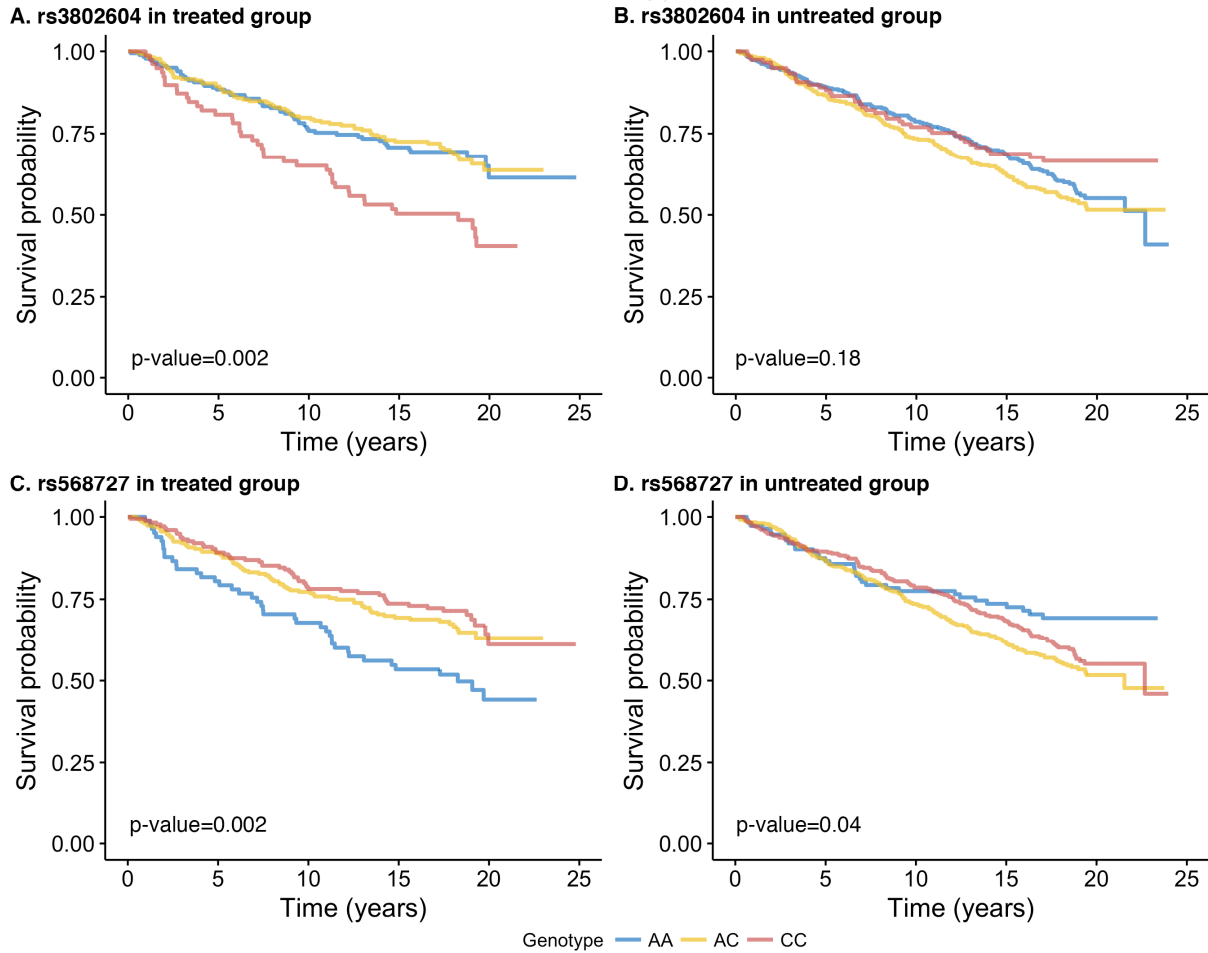 A. rs3802604 in treated group
Survival probability
1.00
0.75
0.50
0.25
0.00
p-value=0.002
0 5 10 15 20 25
Time (years)
B. rs3802604 in untreated group
Survival probability
1.00
0.75
0.50
0.25
0.00
p-value=0.18
0 5 10 15 20 25
Time (years)
C. rs568727 in treated group
Survival probability
1.00
0.75
0.50
0.25
0.00
p-value=0.002
0 5 10 15 20 25
Time (years)
D. rs568727 in untreated group
Survival probability
1.00
0.75
0.50
0.25
0.00
p-value=0.04
0 5 10 15 20 25
Time (years)
Genotype AA AC CC